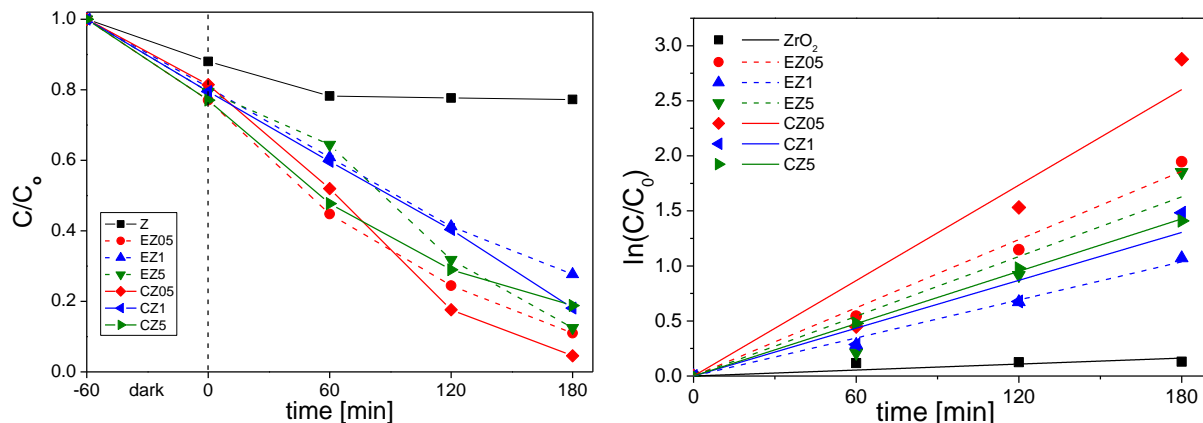 C/C₀
1.0
0.8
0.6
0.4
0.2
0.0
Z
EZ05
EZ1
EZ5
CZ05
CZ1
CZ5
-60 dark 0 60 120 180
time [min]
ln(C/C₀)
3.0
2.5
2.0
1.5
1.0
0.5
0.0
ZrO₂
EZ05
EZ1
EZ5
CZ05
CZ1
CZ5
0 60 120 180
time [min]